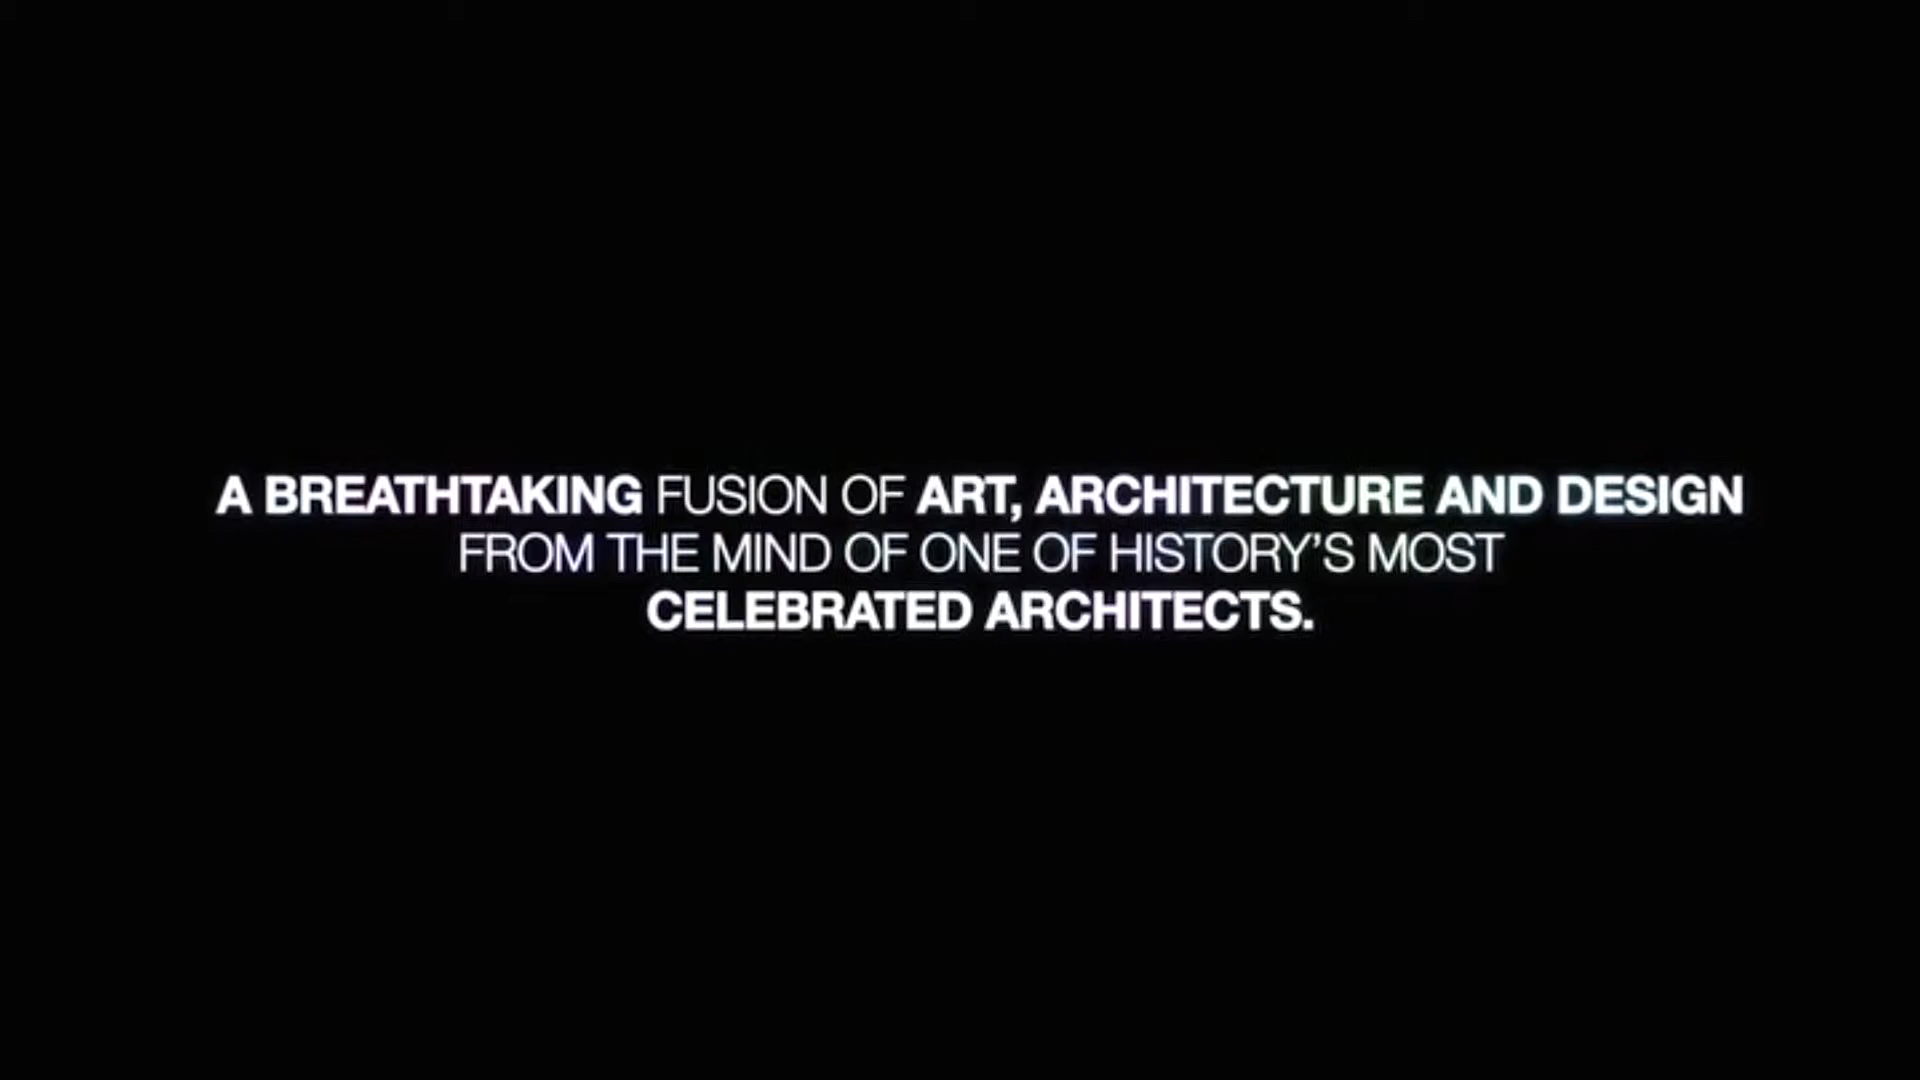 A BREATHTAKING FUSION OF ART, ARCHITECTURE AND DESIGN
FROM THE MIND OF ONE OF HISTORY’S MOST
CELEBRATED ARCHITECTS.